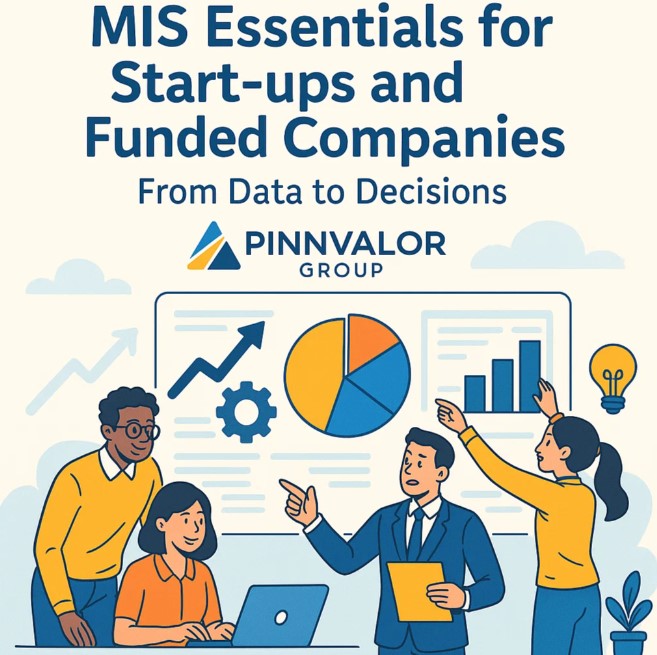 MIS Essentials for
Start-ups and
Funded Companies
From Data to Decisions
PINNVALOR
GROUP